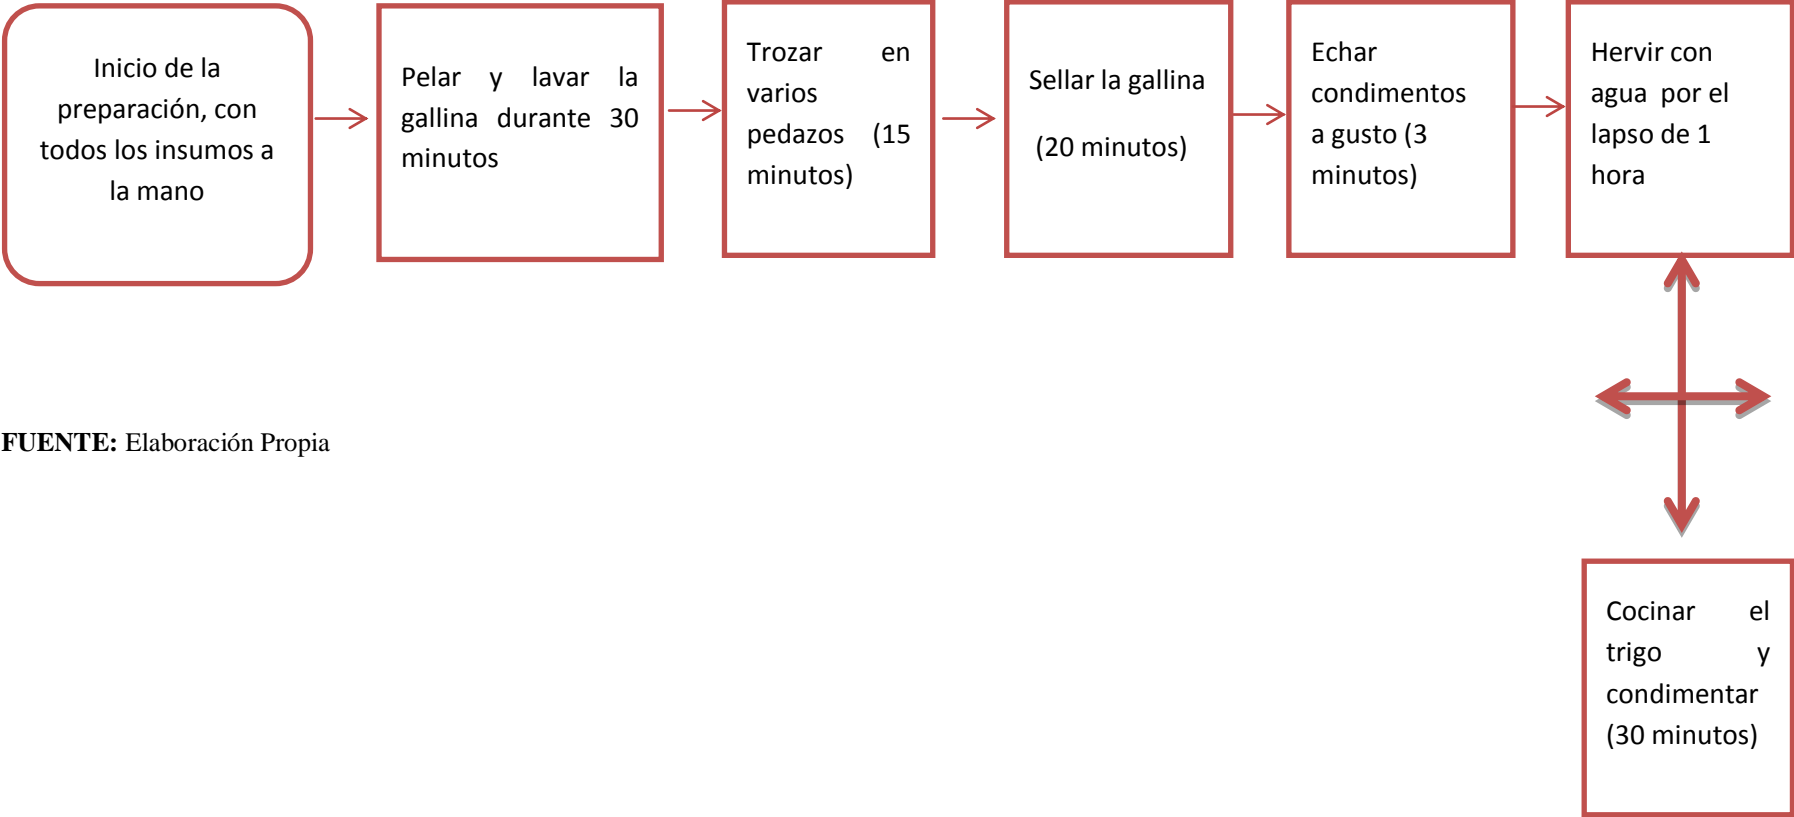 Inicio de la
preparación, con
todos los insumos a
la mano
Pelar y lavar la
gallina durante 30
minutos
Trozar en
varios
pedazos (15
minutos)
Sellar la gallina
(20 minutos)
Echar
condimentos
a gusto (3
minutos)
Hervir con
agua por el
lapso de 1
hora
FUENTE: Elaboración Propia
Cocinar el
trigo y
condimentar
(30 minutos)